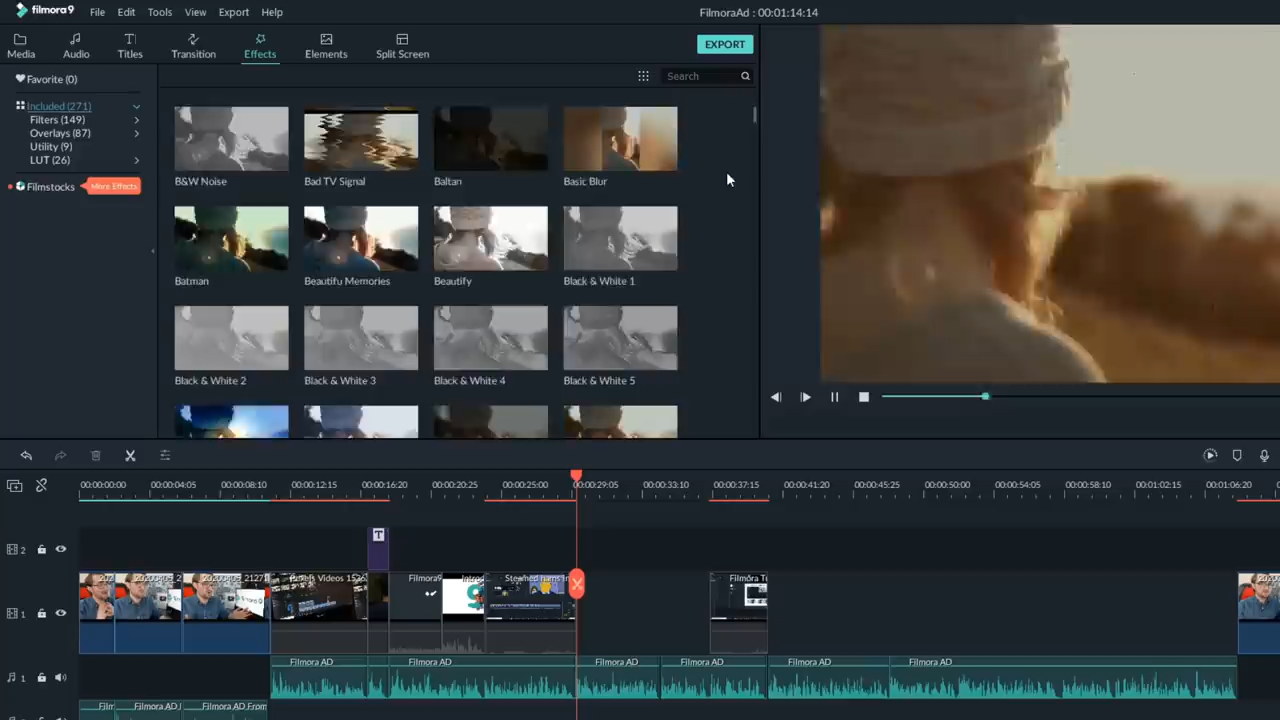 filmora9 File Edit Tools View Export Help FilmoraAd : 00:01:14:14
Media Audio Titles Transition Effects Elements Split Screen EXPORT
Favorite (0)
Search
Included (271)
Filters (149)
Overlays (87)
Utility (9)
LUT (26)
Filmstocks More Effects
B&W Noise Bad TV Signal Baltan Basic Blur
Batman Beautifu Memories Beautify Black & White 1
Black & White 2 Black & White 3 Black & White 4 Black & White 5
00:00:00:00 00:00:04:05 00:00:08:10 00:00:12:15 00:00:16:20 00:00:20:25 00:00:25:00 00:00:29:05 00:00:33:10 00:00:37:15 00:00:41:20 00:00:45:25 00:00:50:00 00:00:54:05 00:00:58:10 00:01:02:15 00:01:06:20
2 T
1 Filmora9 Intro Steamed hams in Filmora Tu
1 Filmora AD Filmora AD Filmora AD Filmora AD Filmora AD Filmora AD
Film Filmora AD.I Filmora AD.From